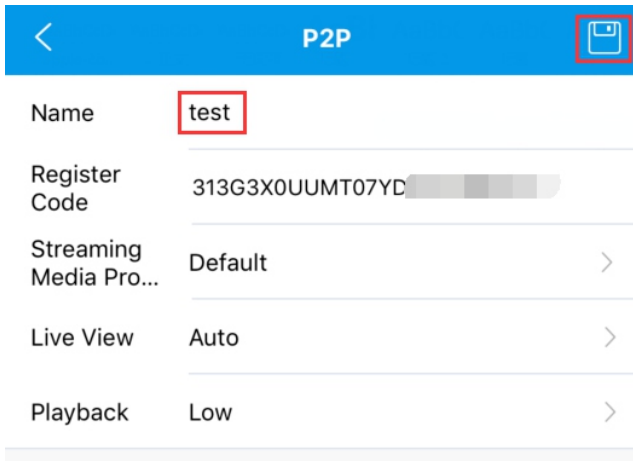 P2P
Name test
Register
Code
313G3X0UUMT07YD
Streaming
Media Pro...
Default
Live View Auto
Playback Low